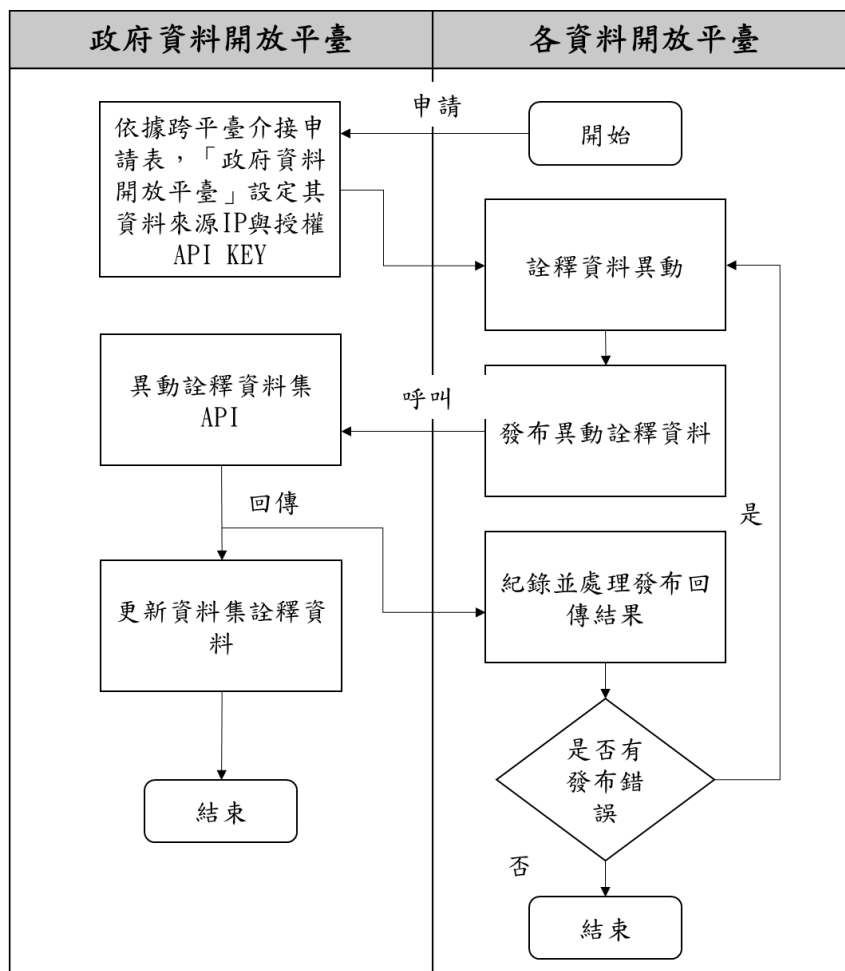 政府資料開放平臺
各資料開放平臺
申請
開始
依據跨平臺介接申
請表，「政府資料
開放平臺」設定其
資料來源IP與授權
API KEY
詮釋資料異動
異動詮釋資料集
API
呼叫
發布異動詮釋資料
回傳
是
更新資料集詮釋資
料
紀錄並處理發布回
傳結果
是否有
發布錯
誤
結束
否
結束